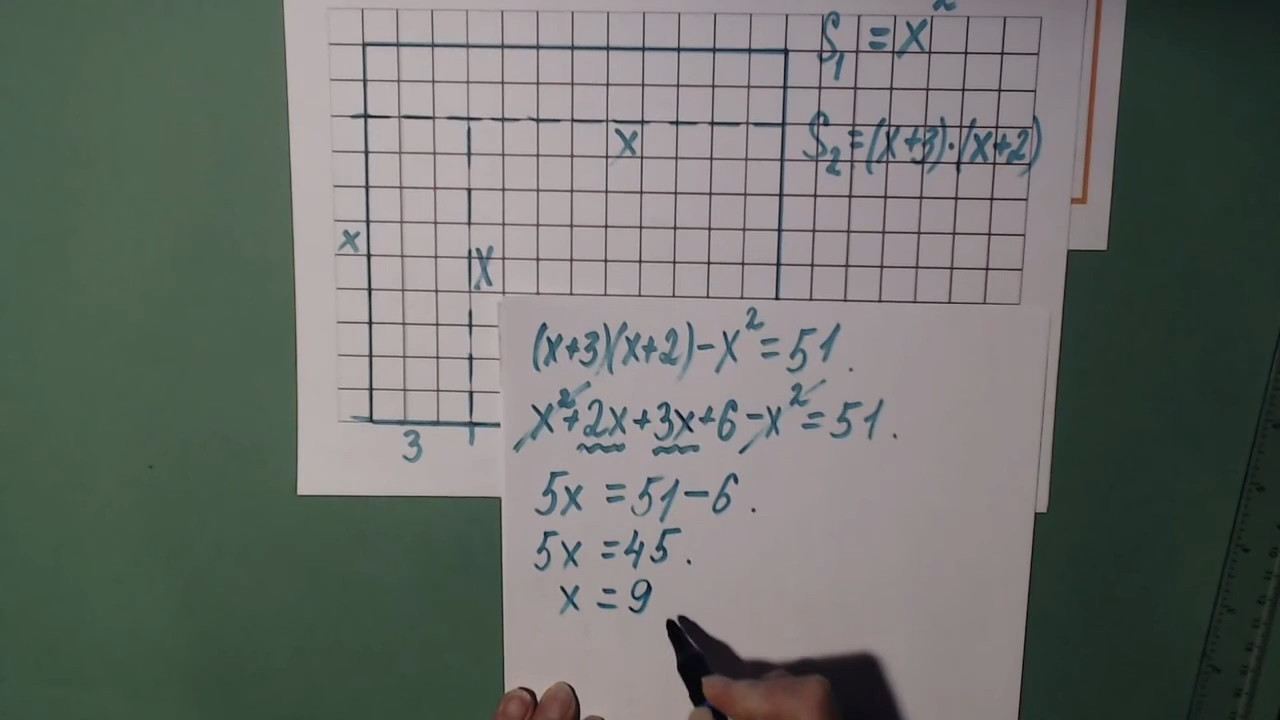 S₁ = x²
x
S₂ = (x+3)·(x+2)
x
x
3
(x+3)(x+2)-x²=51.
x²+2x+3x+6-x²=51.
5x=51-6.
5x=45.
x=9